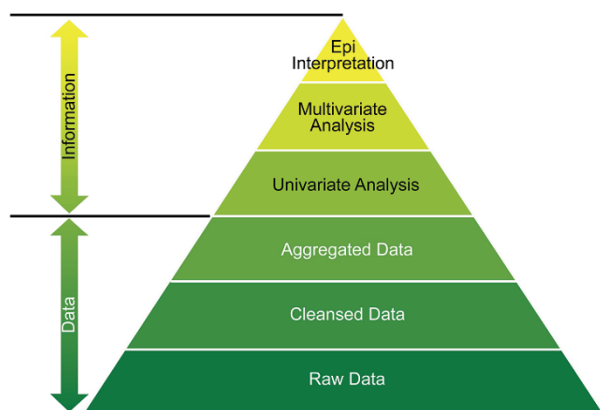 Epi
Interpretation
Multivariate
Analysis
Univariate Analysis
Aggregated Data
Cleansed Data
Raw Data
Information
Data